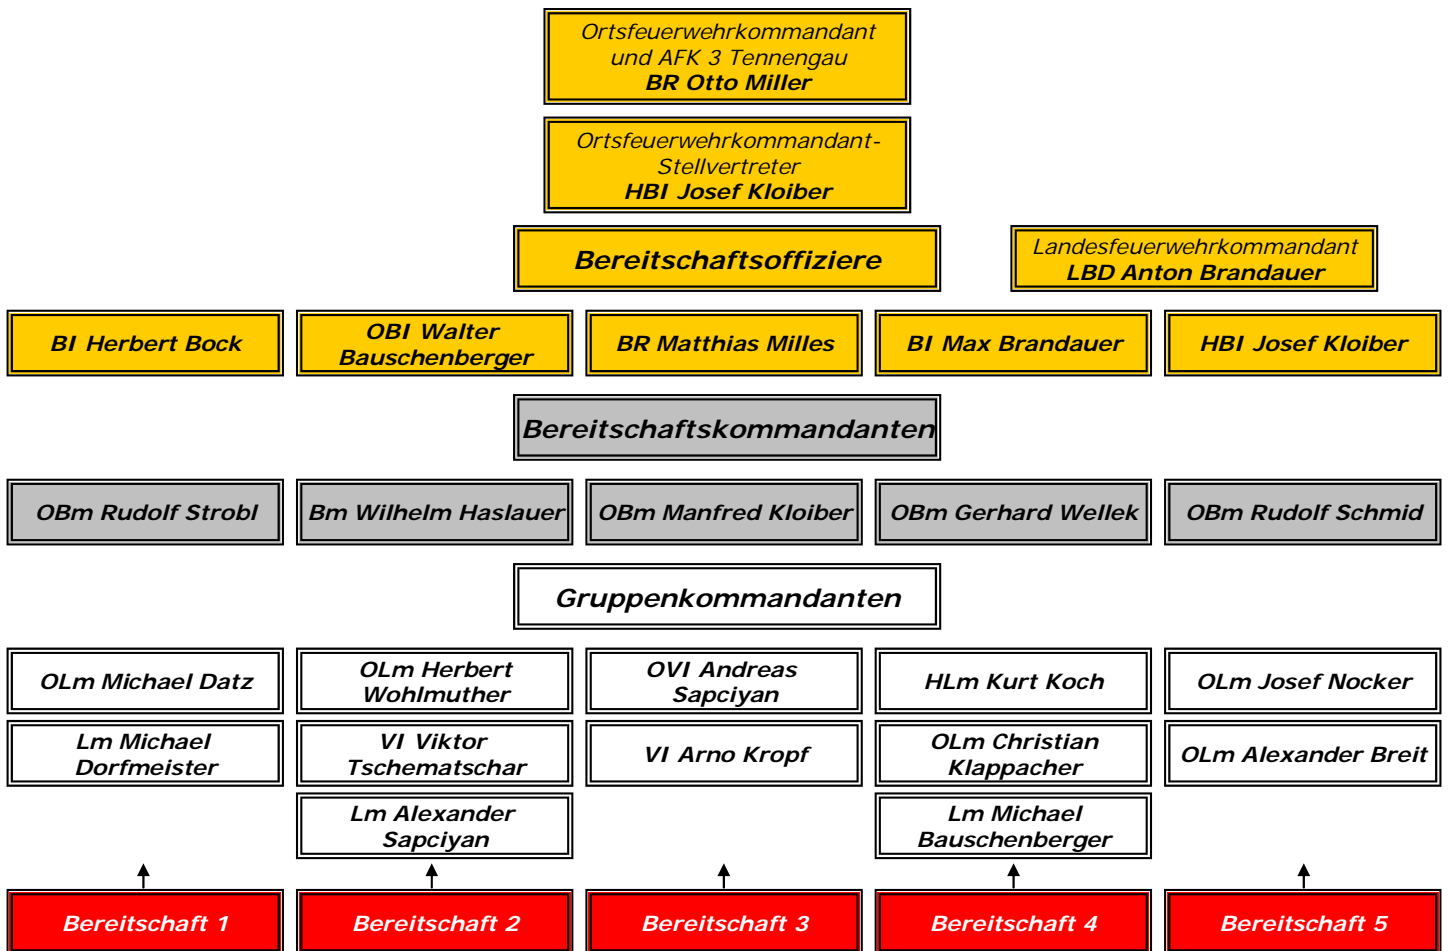 Ortsfeuerwehrkommandant
und AFK 3 Tennengau
BR Otto Miller
Ortsfeuerwehrkommandant-
Stellvertreter
HBI Josef Kloiber
Bereitschaftsoffiziere
Landesfeuerwehrkommandant
LBD Anton Brandauer
BI Herbert Bock
OBI Walter
Bauschenberger
BR Matthias Milles
BI Max Brandauer
HBI Josef Kloiber
Bereitschaftskommandanten
OBm Rudolf Strobl
Bm Wilhelm Haslauer
OBm Manfred Kloiber
OBm Gerhard Wellek
OBm Rudolf Schmid
Gruppenkommandanten
OLm Michael Datz
OLm Herbert
Wohlmuther
OVI Andreas
Sapciyan
HLm Kurt Koch
OLm Josef Nocker
Lm Michael
Dorfmeister
VI Viktor
Tschematschar
VI Arno Kropf
OLm Christian
Klappacher
OLm Alexander Breit
Lm Alexander
Sapciyan
Lm Michael
Bauschenberger
Bereitschaft 1
Bereitschaft 2
Bereitschaft 3
Bereitschaft 4
Bereitschaft 5